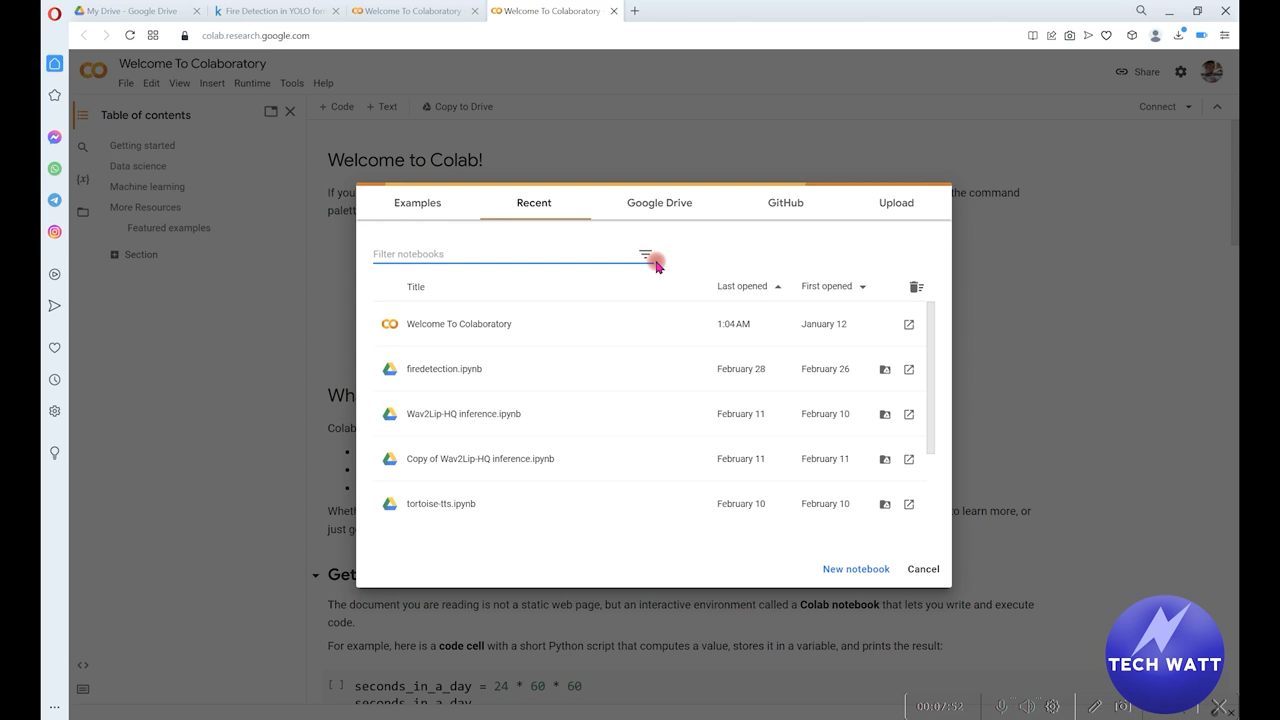 My Drive - Google Drive
Fire Detection in YOLO for
Welcome To Colaboratory
Welcome To Colaboratory
colab.research.google.com
Welcome To Colaboratory
File Edit View Insert Runtime Tools Help
Share
Table of contents
+ Code + Text Copy to Drive
Connect
Getting started
Data science
Machine learning
More Resources
Featured examples
Section
Welcome to Colab!
If you
the command
palett
Examples Recent Google Drive GitHub Upload
Filter notebooks
Title Last opened First opened
Welcome To Colaboratory 1:04 AM January 12
firedetection.ipynb February 28 February 26
Wav2Lip-HQ inference.ipynb February 11 February 10
Copy of Wav2Lip-HQ inference.ipynb February 11 February 11
tortoise-tts.ipynb February 10 February 10
New notebook Cancel
Wh
Colab
Wheth
to learn more, or
just g
Get
The document you are reading is not a static web page, but an interactive environment called a Colab notebook that lets you write and execute
code.
For example, here is a code cell with a short Python script that computes a value, stores it in a variable, and prints the result:
[ ] seconds_in_a_day = 24 * 60 * 60
seconds_in_a_day
TECH WATT
00:07:52